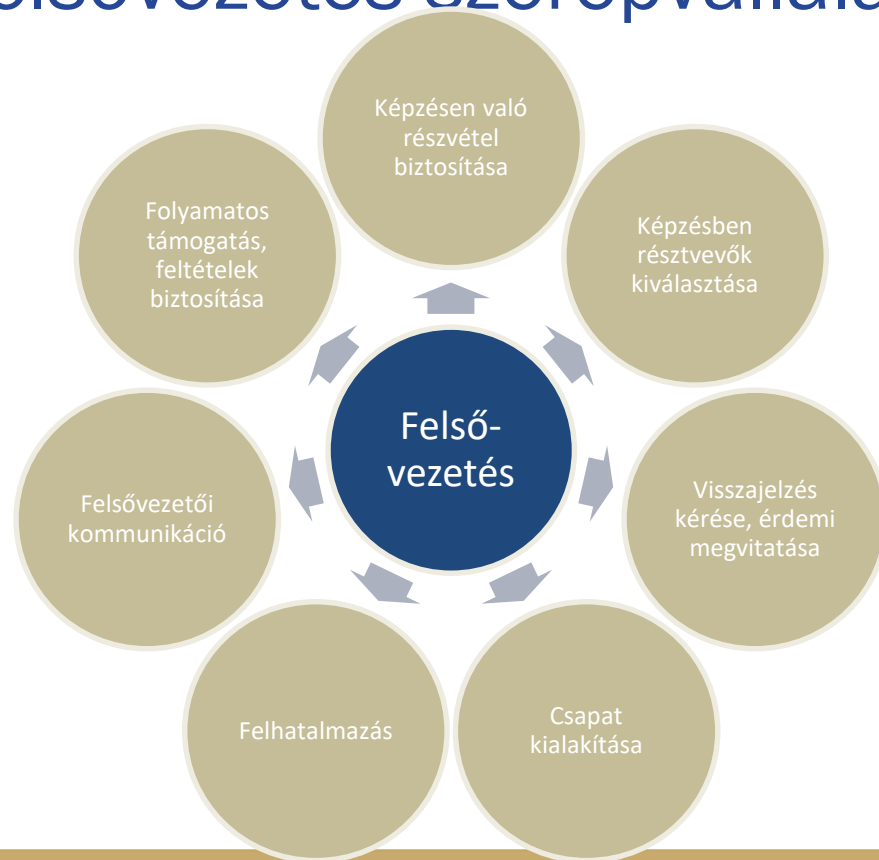 Képzésen való
részvétel
biztosítása
Képzésben
résztvevők
kiválasztása
Visszajelzés
kérése, érdemi
megvitatása
Csapat
kialakítása
Felhatalmazás
Felsővezetői
kommunikáció
Folyamatos
támogatás,
feltételek
biztosítása
Felső-
vezetés